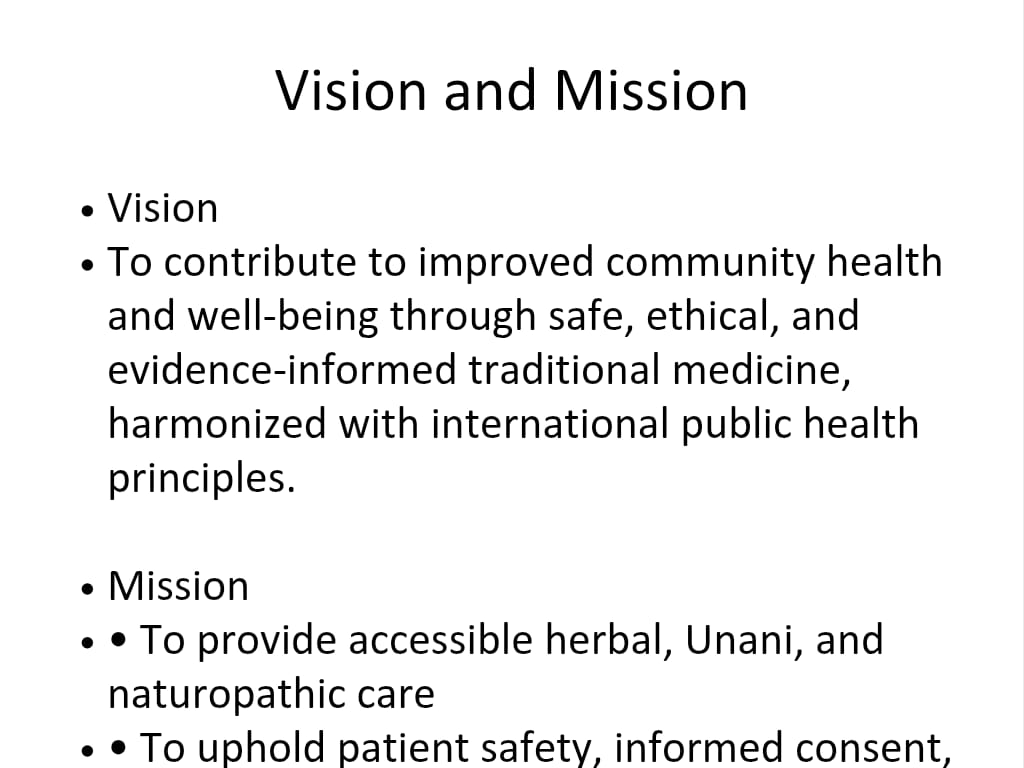 Vision and Mission
• Vision
• To contribute to improved community health
and well-being through safe, ethical, and
evidence-informed traditional medicine,
harmonized with international public health
principles.
• Mission
• • To provide accessible herbal, Unani, and
naturopathic care
• • To uphold patient safety, informed consent,